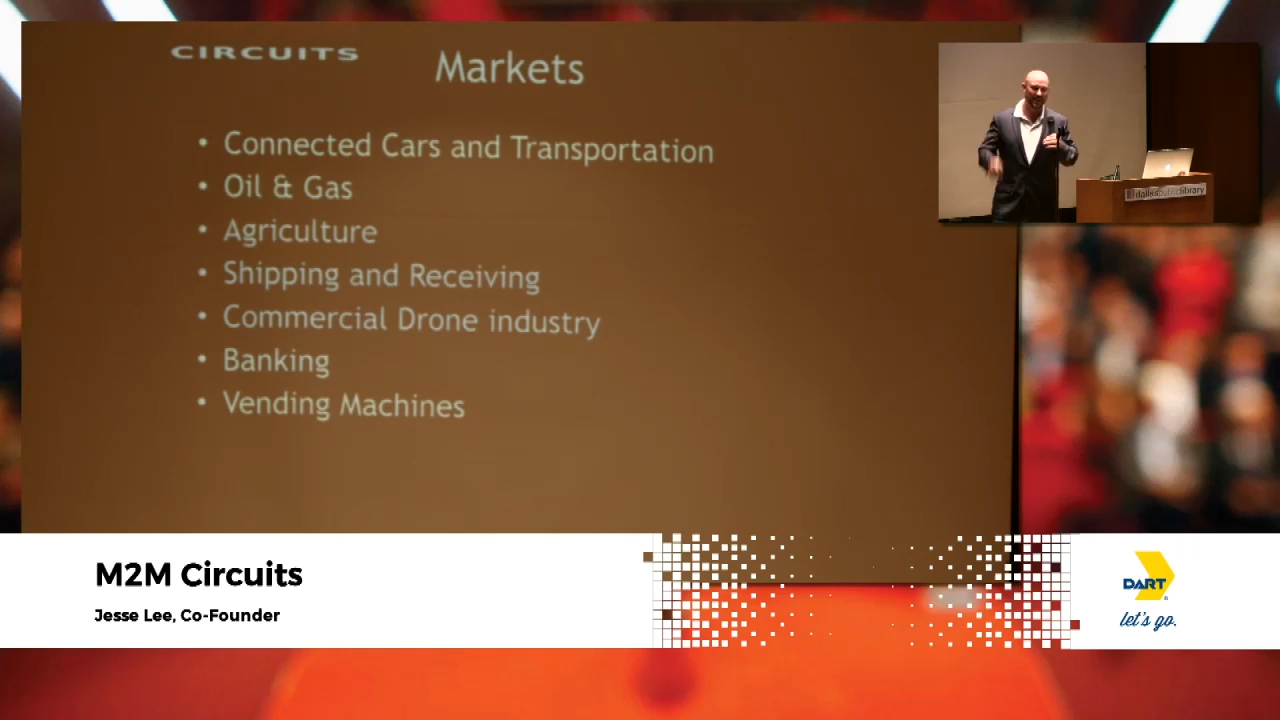 CIRCUITS
Markets
• Connected Cars and Transportation
• Oil & Gas
• Agriculture
• Shipping and Receiving
• Commercial Drone industry
• Banking
• Vending Machines
dallaspubliclibrary
M2M Circuits
Jesse Lee, Co-Founder
DART
let's go.